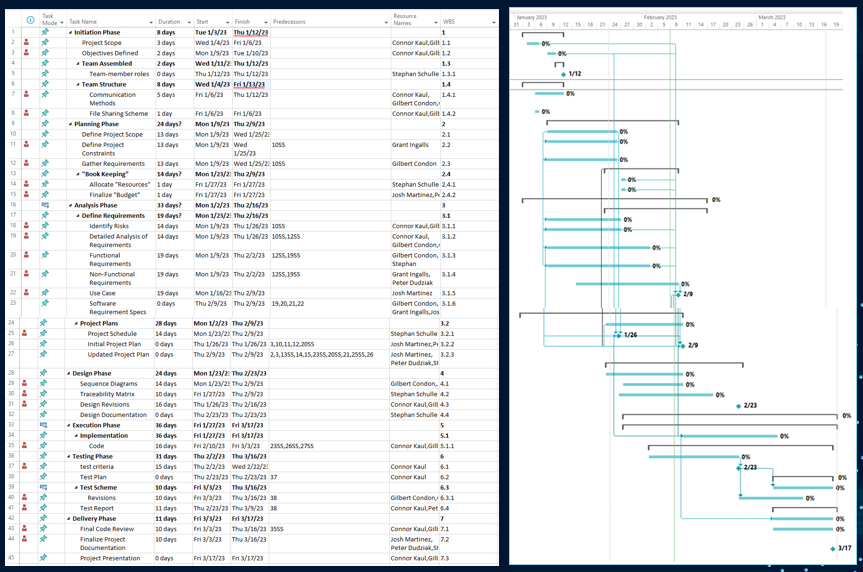 Task Mode Task Name Duration Start Finish Predecessors Resource Names WBS
1 Initiation Phase 8 days Tue 1/3/23 Thu 1/12/23 1
2 Project Scope 3 days Wed 1/4/23 Fri 1/6/23 Connor Kaul,Gill 1.1
3 Objectives Defined 2 days Mon 1/9/23 Tue 1/10/23 Connor Kaul,Gill 1.2
4 Team Assembled 2 days Wed 1/11/2 Thu 1/12/23 1.3
5 Team-member roles 0 days Thu 1/12/23 Thu 1/12/23 Stephan Schulle 1.3.1
6 Team Structure 8 days Wed 1/4/23 Fri 1/13/23 1.4
7 Communication Methods 5 days Fri 1/6/23 Thu 1/12/23 Connor Kaul, Gilbert Condon, 1.4.1
8 File Sharing Scheme 1 day Fri 1/6/23 Fri 1/6/23 Connor Kaul,Gill 1.4.2
9 Planning Phase 24 days? Mon 1/9/23 Thu 2/9/23 2
10 Define Project Scope 13 days Mon 1/9/23 Wed 1/25/2 2.1
11 Define Project Constraints 13 days Mon 1/9/23 Wed 1/25/23 10SS Grant Ingalls 2.2
12 Gather Requirements 13 days Mon 1/9/23 Wed 1/25/2 10SS Gilbert Condon 2.3
13 "Book Keeping" 14 days? Mon 1/23/2 Thu 2/9/23 2.4
14 Allocate "Resources" 1 day Fri 1/27/23 Fri 1/27/23 Stephan Schulle 2.4.1
15 Finalize "Budget" 1 day Fri 1/27/23 Fri 1/27/23 Josh Martinez,P 2.4.2
16 Analysis Phase 33 days? Mon 1/2/23 Thu 2/16/23 3
17 Define Requirements 19 days? Mon 1/23/2 Thu 2/16/23 3.1
18 Identify Risks 14 days Mon 1/9/23 Thu 1/26/23 10SS Connor Kaul,Gill 3.1.1
19 Detailed Analysis of Requirements 14 days Mon 1/9/23 Thu 1/26/23 10SS,12SS Connor Kaul, Gilbert Condon, 3.1.2
20 Functional Requirements 19 days Mon 1/9/23 Thu 2/2/23 12SS,19SS Gilbert Condon, Stephan 3.1.3
21 Non-Functional Requirements 19 days Mon 1/9/23 Thu 2/2/23 12SS,19SS Grant Ingalls, Peter Dudziak 3.1.4
22 Use Case 19 days Mon 1/16/2 Thu 2/9/23 Josh Martinez 3.1.5
23 Software Requirement Specs 0 days Thu 2/9/23 Thu 2/9/23 19,20,21,22 Gilbert Condon, Grant Ingalls, 3.1.6
24 Project Plans 28 days Mon 1/2/23 Thu 2/9/23 3.2
25 Project Schedule 14 days Mon 1/23/2 Thu 2/9/23 Stephan Schulle 3.2.1
26 Initial Project Plan 0 days Thu 1/26/23 Thu 1/26/23 3,10,11,12,20SS Josh Martinez,P 3.2.2
27 Updated Project Plan 0 days Thu 2/9/23 Thu 2/9/23 2,3,13SS,14,15,23SS,20SS,21,25SS,26 Josh Martinez, Peter Dudziak,St 3.2.3
28 Design Phase 24 days Mon 1/23/2 Thu 2/23/23 4
29 Sequence Diagrams 14 days Mon 1/23/2 Thu 2/9/23 Gilbert Condon, 4.1
30 Traceability Matrix 10 days Fri 1/27/23 Thu 2/9/23 Stephan Schulle 4.2
31 Design Revisions 16 days Thu 1/26/23 Thu 2/16/23 Connor Kaul,Gill 4.3
32 Design Documentation 0 days Thu 2/23/23 Thu 2/23/23 Stephan Schulle 4.4
33 Execution Phase 36 days Fri 1/27/23 Fri 3/17/23 5
34 Implementation 36 days Fri 1/27/23 Fri 3/17/23 5.1
35 Code 16 days Fri 2/10/23 Fri 3/3/23 23SS,26SS,27SS Connor Kaul,Gill 5.1.1
36 Testing Phase 31 days Thu 2/2/23 Thu 3/16/23 6
37 test criteria 15 days Thu 2/2/23 Wed 2/22/2 Connor Kaul 6.1
38 Test Plan 0 days Thu 2/23/23 Thu 2/23/23 37 Connor Kaul 6.2
39 Test Scheme 10 days Fri 3/3/23 Thu 3/16/23 6.3
40 Revisions 10 days Fri 3/3/23 Thu 3/16/23 38 Gilbert Condon, 6.3.1
41 Test Report 11 days Thu 2/23/23 Thu 3/9/23 37 Connor Kaul,Pet 6.4
42 Delivery Phase 11 days Fri 3/3/23 Fri 3/17/23 7
43 Final Code Review 10 days Fri 3/3/23 Thu 3/16/23 35SS Connor Kaul,Gill 7.1
44 Finalize Project Documentation 10 days Fri 3/3/23 Thu 3/16/23 Josh Martinez, Peter Dudziak,St 7.2
45 Project Presentation 0 days Fri 3/17/23 Fri 3/17/23 Connor Kaul,Gill 7.3
January 2023 February 2023 March 2023
31 3 6 9 12 15 18 21 24 27 30 2 5 8 11 14 17 20 23 26 1 4 7 10 13 16 19
0%
0%
1/12
0%
0%
0%
0%
0%
0%
0%
0%
0%
0%
0%
0%
0%
0%
2/9
0%
1/26
2/9
0%
0%
0%
2/23
0%
0%
0%
0%
2/23
0%
0%
0%
0%
0%
3/17